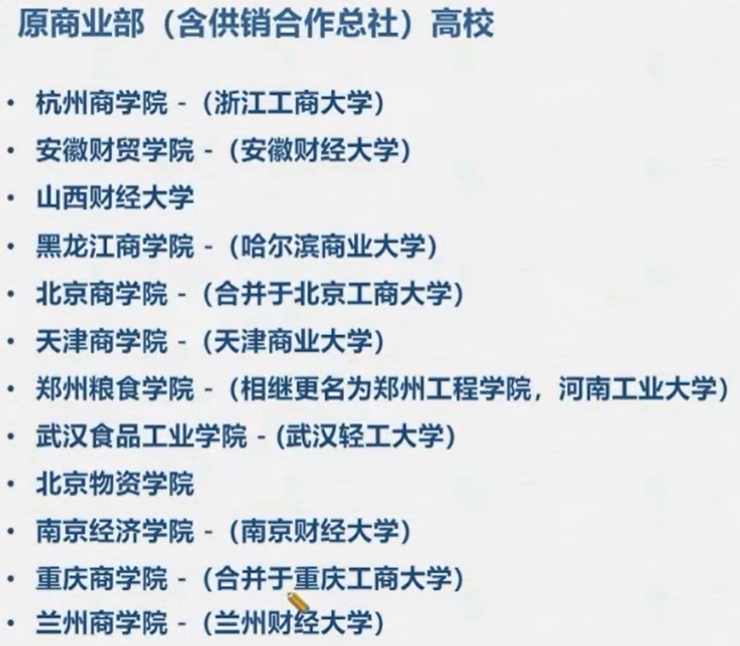 原商业部（含供销合作总社）高校
• 杭州商学院 -（浙江工商大学）
• 安徽财贸学院 -（安徽财经大学）
• 山西财经大学
• 黑龙江商学院 -（哈尔滨商业大学）
• 北京商学院 -（合并于北京工商大学）
• 天津商学院 -（天津商业大学）
• 郑州粮食学院 -（相继更名为郑州工程学院，河南工业大学）
• 武汉食品工业学院 - (武汉轻工大学）
• 北京物资学院
• 南京经济学院 -（南京财经大学）
• 重庆商学院 -（合并于重庆工商大学）
• 兰州商学院 -（兰州财经大学）